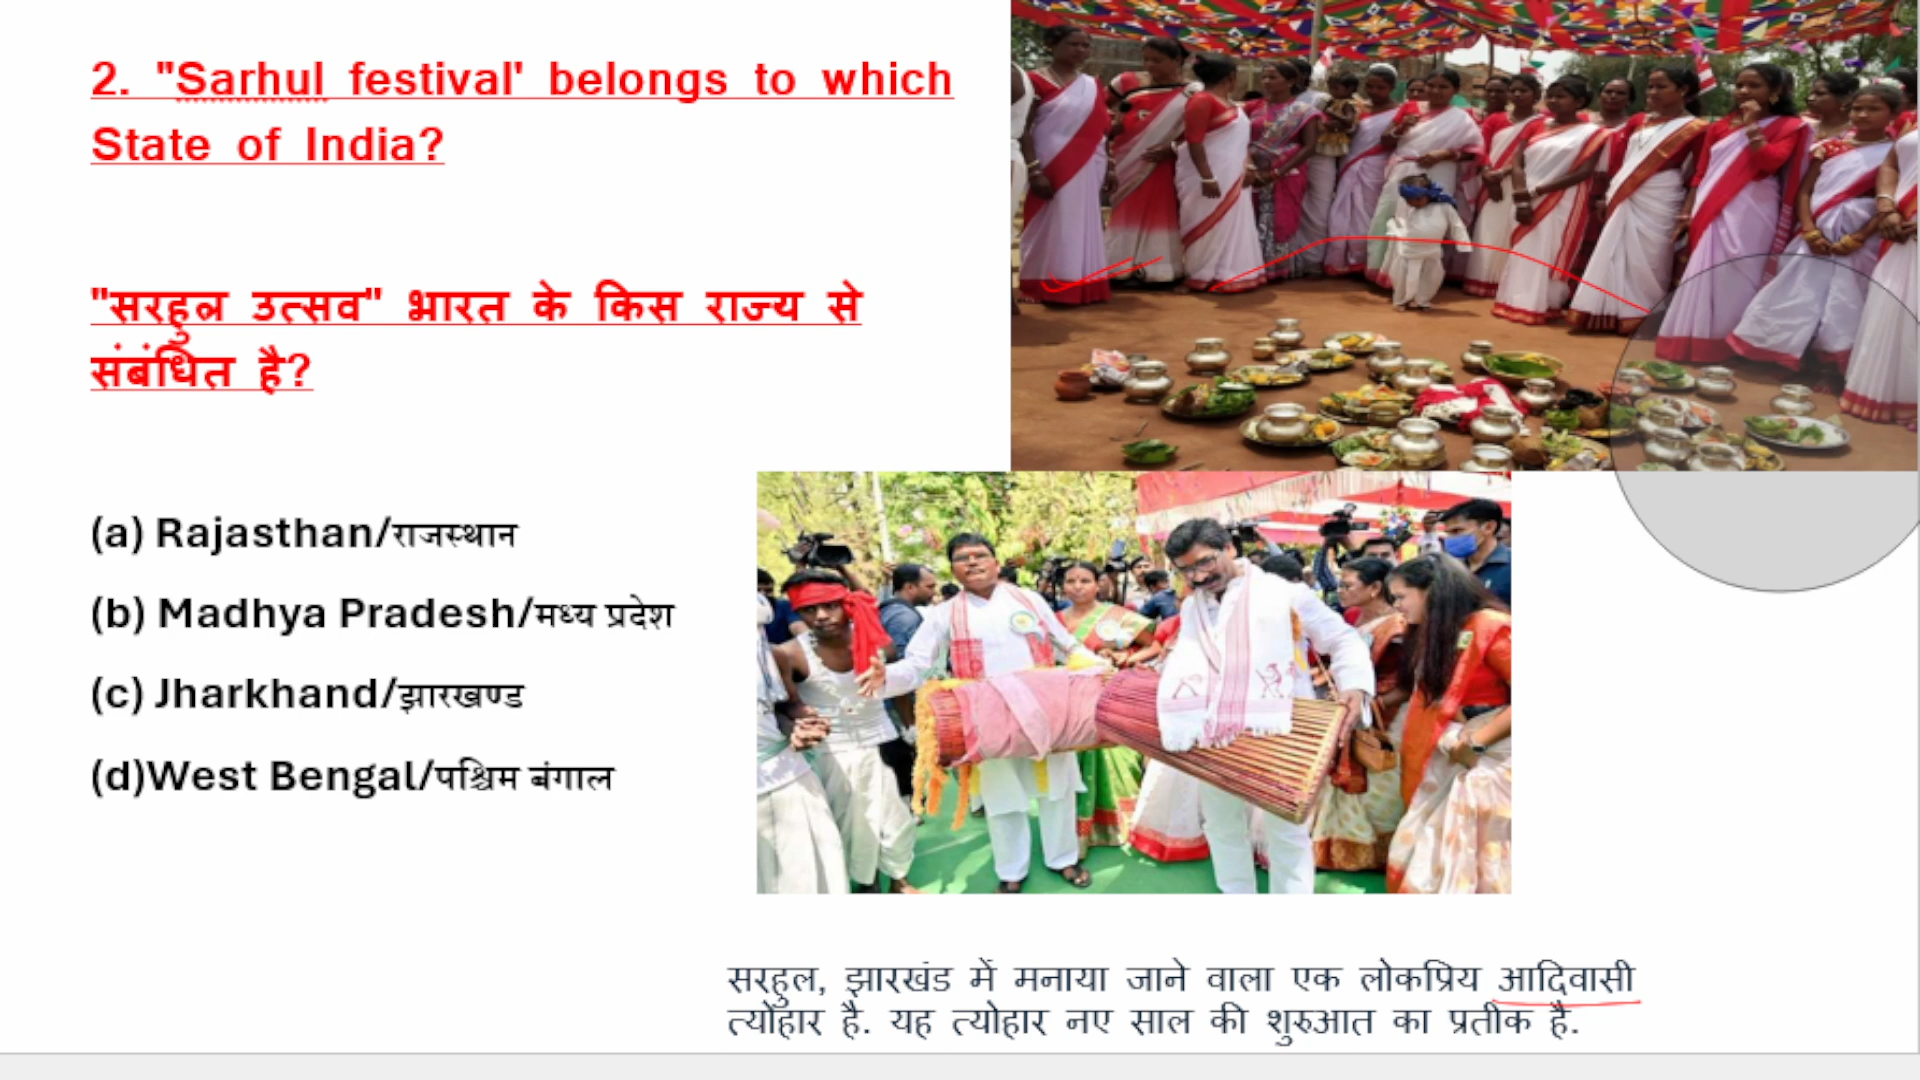 2. "Sarhul festival' belongs to which
State of India?
"सरहुल उत्सव" भारत के किस राज्य से
संबंधित है?
(a) Rajasthan/राजस्थान
(b) Madhya Pradesh/मध्य प्रदेश
(c) Jharkhand/झारखण्ड
(d)West Bengal/पश्चिम बंगाल
सरहुल, झारखंड में मनाया जाने वाला एक लोकप्रिय आदिवासी
त्योहार है. यह त्योहार नए साल की शुरुआत का प्रतीक है.